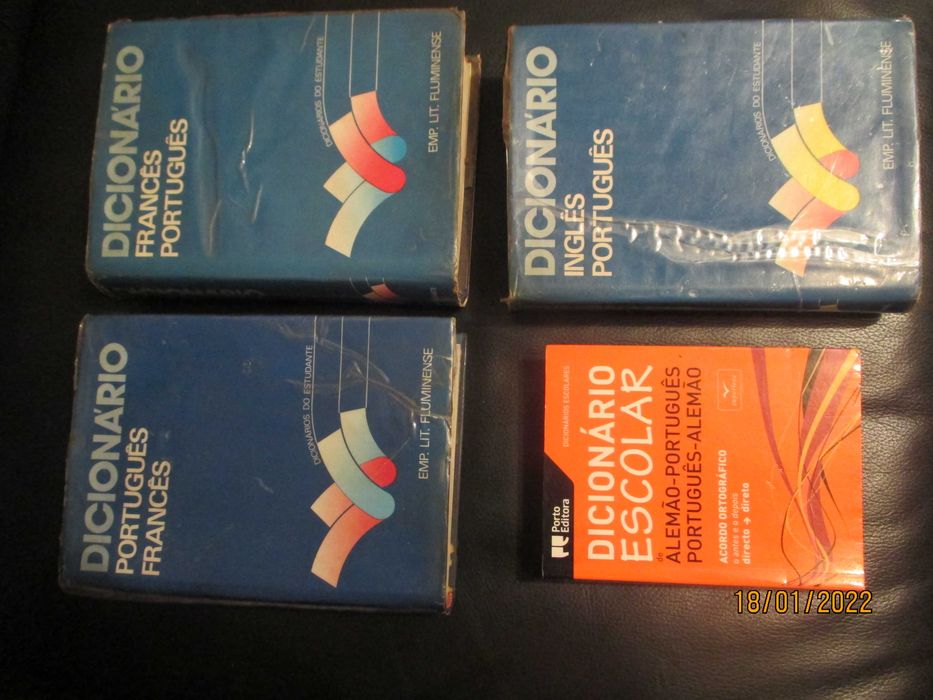 DICIONÁRIO
FRANCÊS
PORTUGUÊS
DICIONÁRIOS DO ESTUDANTE
EMP. LIT. FLUMINENSE
DICIONÁRIO
INGLÊS
PORTUGUÊS
DICIONÁRIOS DO ESTUDANTE
EMP. LIT. FLUMINENSE
DICIONÁRIO
PORTUGUÊS
FRANCÊS
DICIONÁRIOS DO ESTUDANTE
EMP. LIT. FLUMINENSE
Porto
Editora
DICIONÁRIOS ESCOLARES
DICIONÁRIO
ESCOLAR
de
ALEMÃO-PORTUGUÊS
PORTUGUÊS-ALEMÃO
ACORDO ORTOGRÁFICO
o antes e o depois
directo → direto
18/01/2022